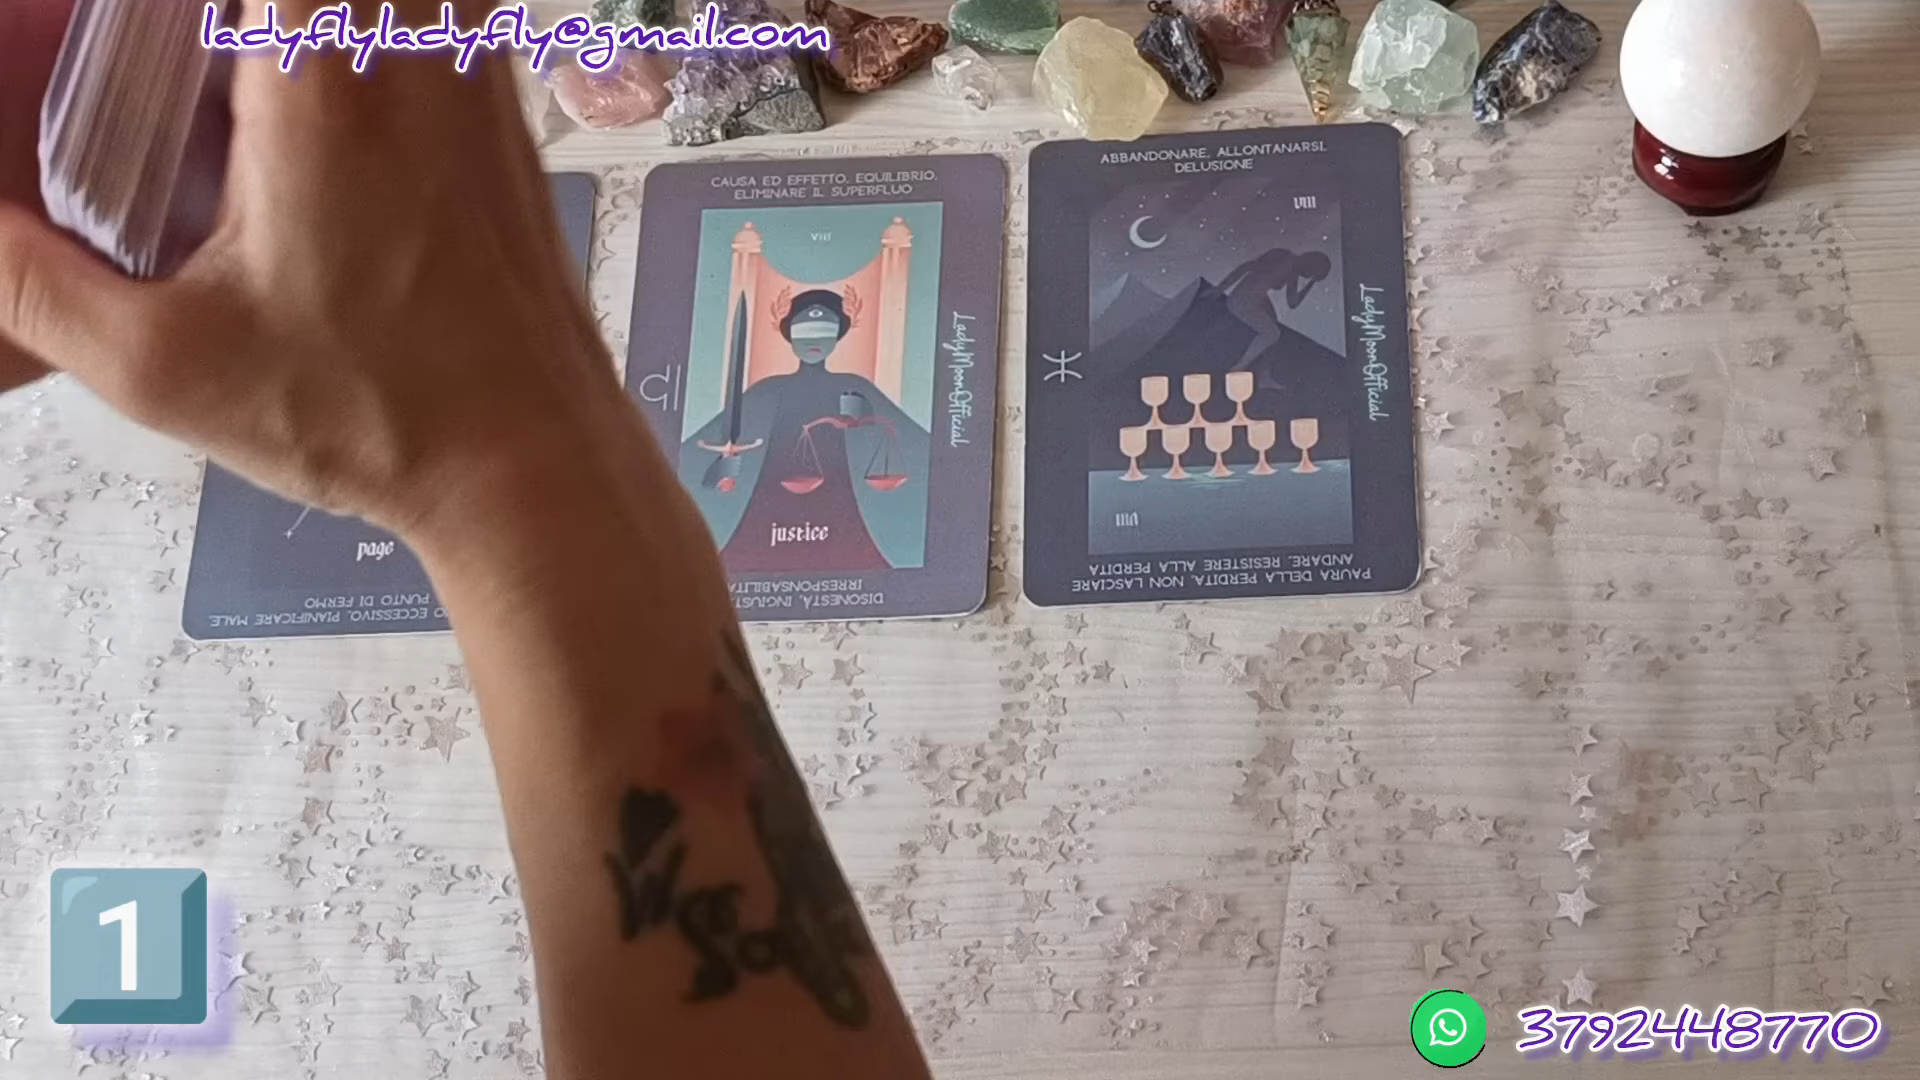 ladyflyladyfly@gmail.com
CAUSA ED EFFETTO, EQUILIBRIO,
ELIMINARE IL SUPERFLUO
VIII
LadyMoonOfficial
justice
DISONESTÀ, INGIUST
IRRESPONSABILITÀ
ABBANDONARE, ALLONTANARSI,
DELUSIONE
VIII
LadyMoonOfficial
VIII
PAURA DELLA PERDITA, NON LASCIARE
ANDARE, RESISTERE ALLA PERDITA
page
O ECCESSIVO, PIANIFICARE MALE,
PUNTO DI FERMO
1
3792448770